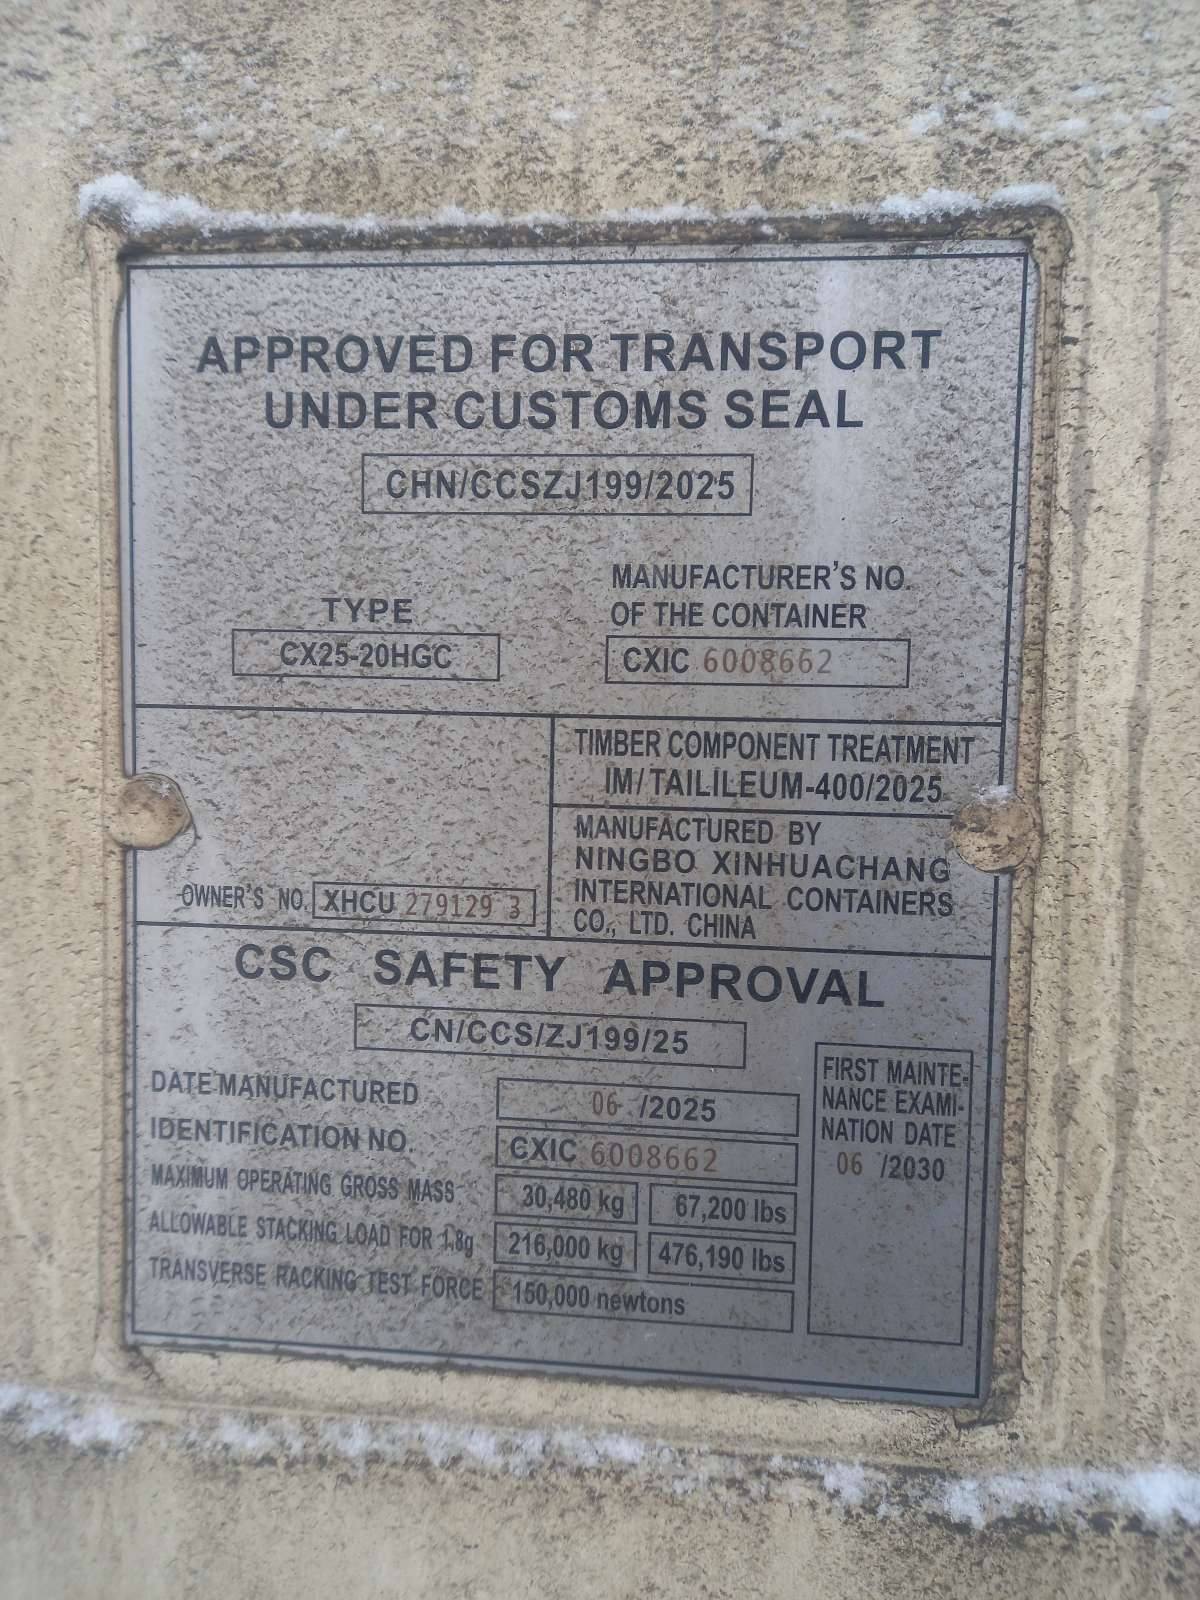 APPROVED FOR TRANSPORT
UNDER CUSTOMS SEAL
CHN/CCSZJ199/2025
TYPE
CX25-20HGC
MANUFACTURER'S NO.
OF THE CONTAINER
CXIC 6008662
TIMBER COMPONENT TREATMENT
IM/TAILILEUM-400/2025
MANUFACTURED BY
NINGBO XINHUACHANG
INTERNATIONAL CONTAINERS
CO., LTD. CHINA
OWNER'S NO. XHCU 279129 3
CSC SAFETY APPROVAL
CN/CCS/ZJ199/25
DATE MANUFACTURED 06 /2025
IDENTIFICATION NO. CXIC 6008662
MAXIMUM OPERATING GROSS MASS 30,480 kg 67,200 lbs
ALLOWABLE STACKING LOAD FOR 1.8g 216,000 kg 476,190 lbs
TRANSVERSE RACKING TEST FORCE 150,000 newtons
FIRST MAINTE-
NANCE EXAMI-
NATION DATE
06 /2030